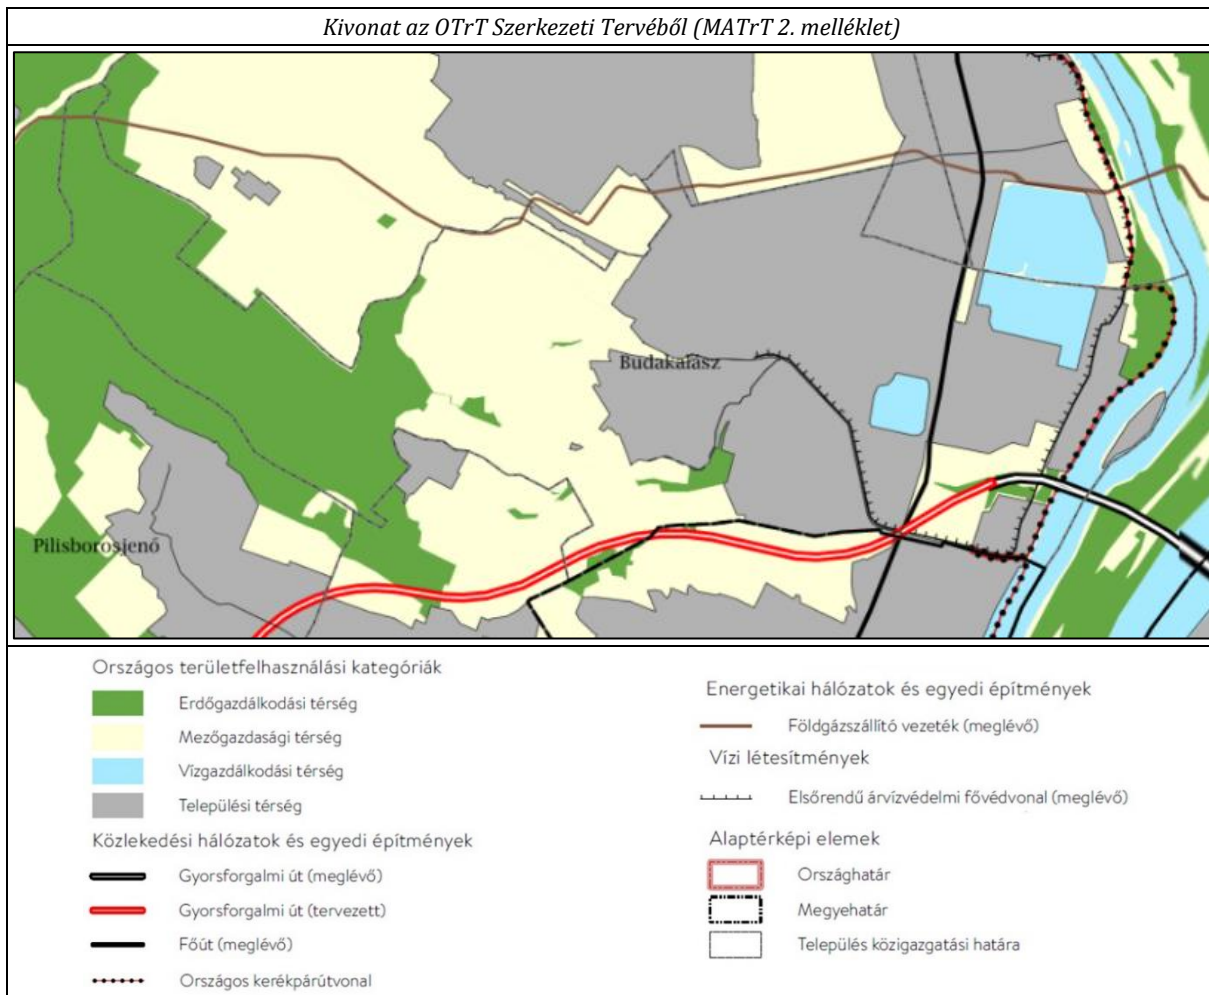 Kivonat az OTrT Szerkezeti Tervéből (MATrT 2. melléklet)
Budakalász
Pilisborosjenő
Országos területfelhasználási kategóriák
Erdőgazdálkodási térség
Mezőgazdasági térség
Vízgazdálkodási térség
Települési térség
Közlekedési hálózatok és egyedi építmények
Gyorsforgalmi út (meglévő)
Gyorsforgalmi út (tervezett)
Főút (meglévő)
Országos kerékpárútvonal
Energetikai hálózatok és egyedi építmények
Földgázszállító vezeték (meglévő)
Vízi létesítmények
Elsőrendű árvízvédelmi fővédvonal (meglévő)
Alaptérképi elemek
Országhatár
Megyehatár
Település közigazgatási határa